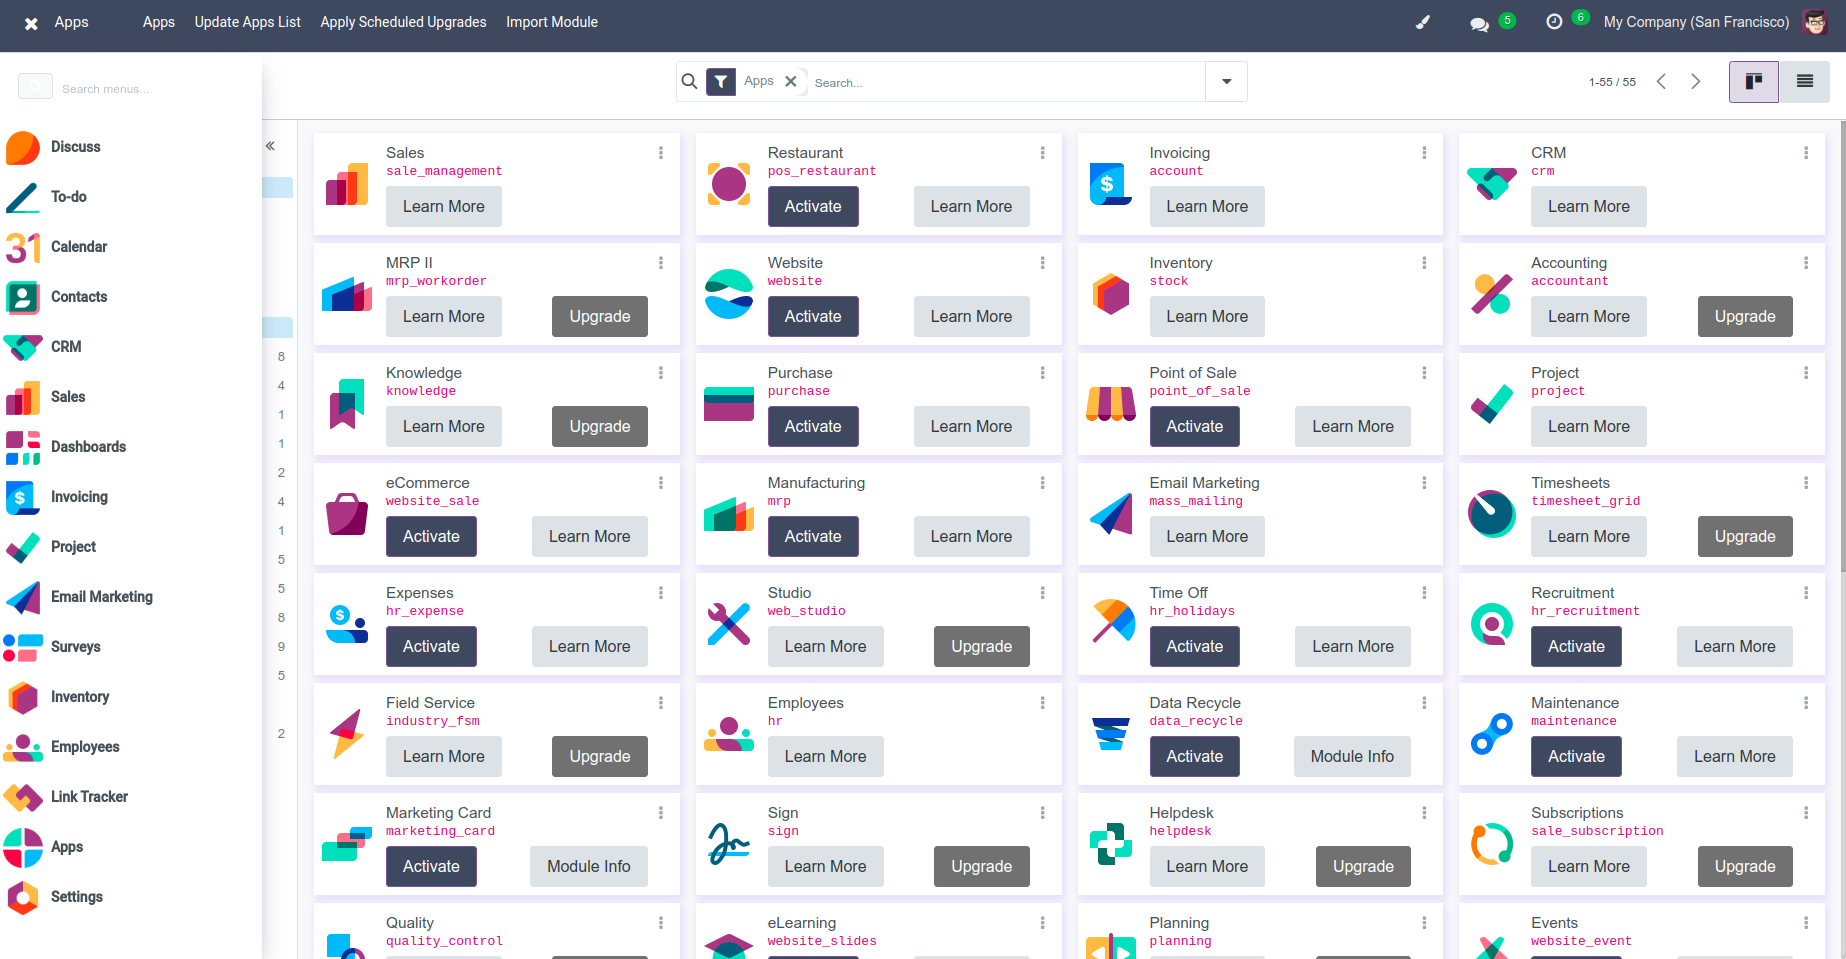 Apps
Apps Update Apps List Apply Scheduled Upgrades Import Module
5
6
My Company (San Francisco)
Search menus...
Apps
Search...
1-55 / 55
Discuss
To-do
Calendar
Contacts
CRM
Sales
Dashboards
Invoicing
Project
Email Marketing
Surveys
Inventory
Employees
Link Tracker
Apps
Settings
8
4
1
1
2
4
1
5
5
8
9
5
2
Sales
sale_management
Learn More
Restaurant
pos_restaurant
Activate Learn More
Invoicing
account
Learn More
CRM
crm
Learn More
MRP II
mrp_workorder
Learn More Upgrade
Website
website
Activate Learn More
Inventory
stock
Learn More
Accounting
accountant
Learn More Upgrade
Knowledge
knowledge
Learn More Upgrade
Purchase
purchase
Activate Learn More
Point of Sale
point_of_sale
Activate Learn More
Project
project
Learn More
eCommerce
website_sale
Activate Learn More
Manufacturing
mrp
Activate Learn More
Email Marketing
mass_mailing
Learn More
Timesheets
timesheet_grid
Learn More Upgrade
Expenses
hr_expense
Activate Learn More
Studio
web_studio
Learn More Upgrade
Time Off
hr_holidays
Activate Learn More
Recruitment
hr_recruitment
Activate Learn More
Field Service
industry_fsm
Learn More Upgrade
Employees
hr
Learn More
Data Recycle
data_recycle
Activate Module Info
Maintenance
maintenance
Activate Learn More
Marketing Card
marketing_card
Activate Module Info
Sign
sign
Learn More Upgrade
Helpdesk
helpdesk
Learn More Upgrade
Subscriptions
sale_subscription
Learn More Upgrade
Quality
quality_control
eLearning
website_slides
Planning
planning
Events
website_event